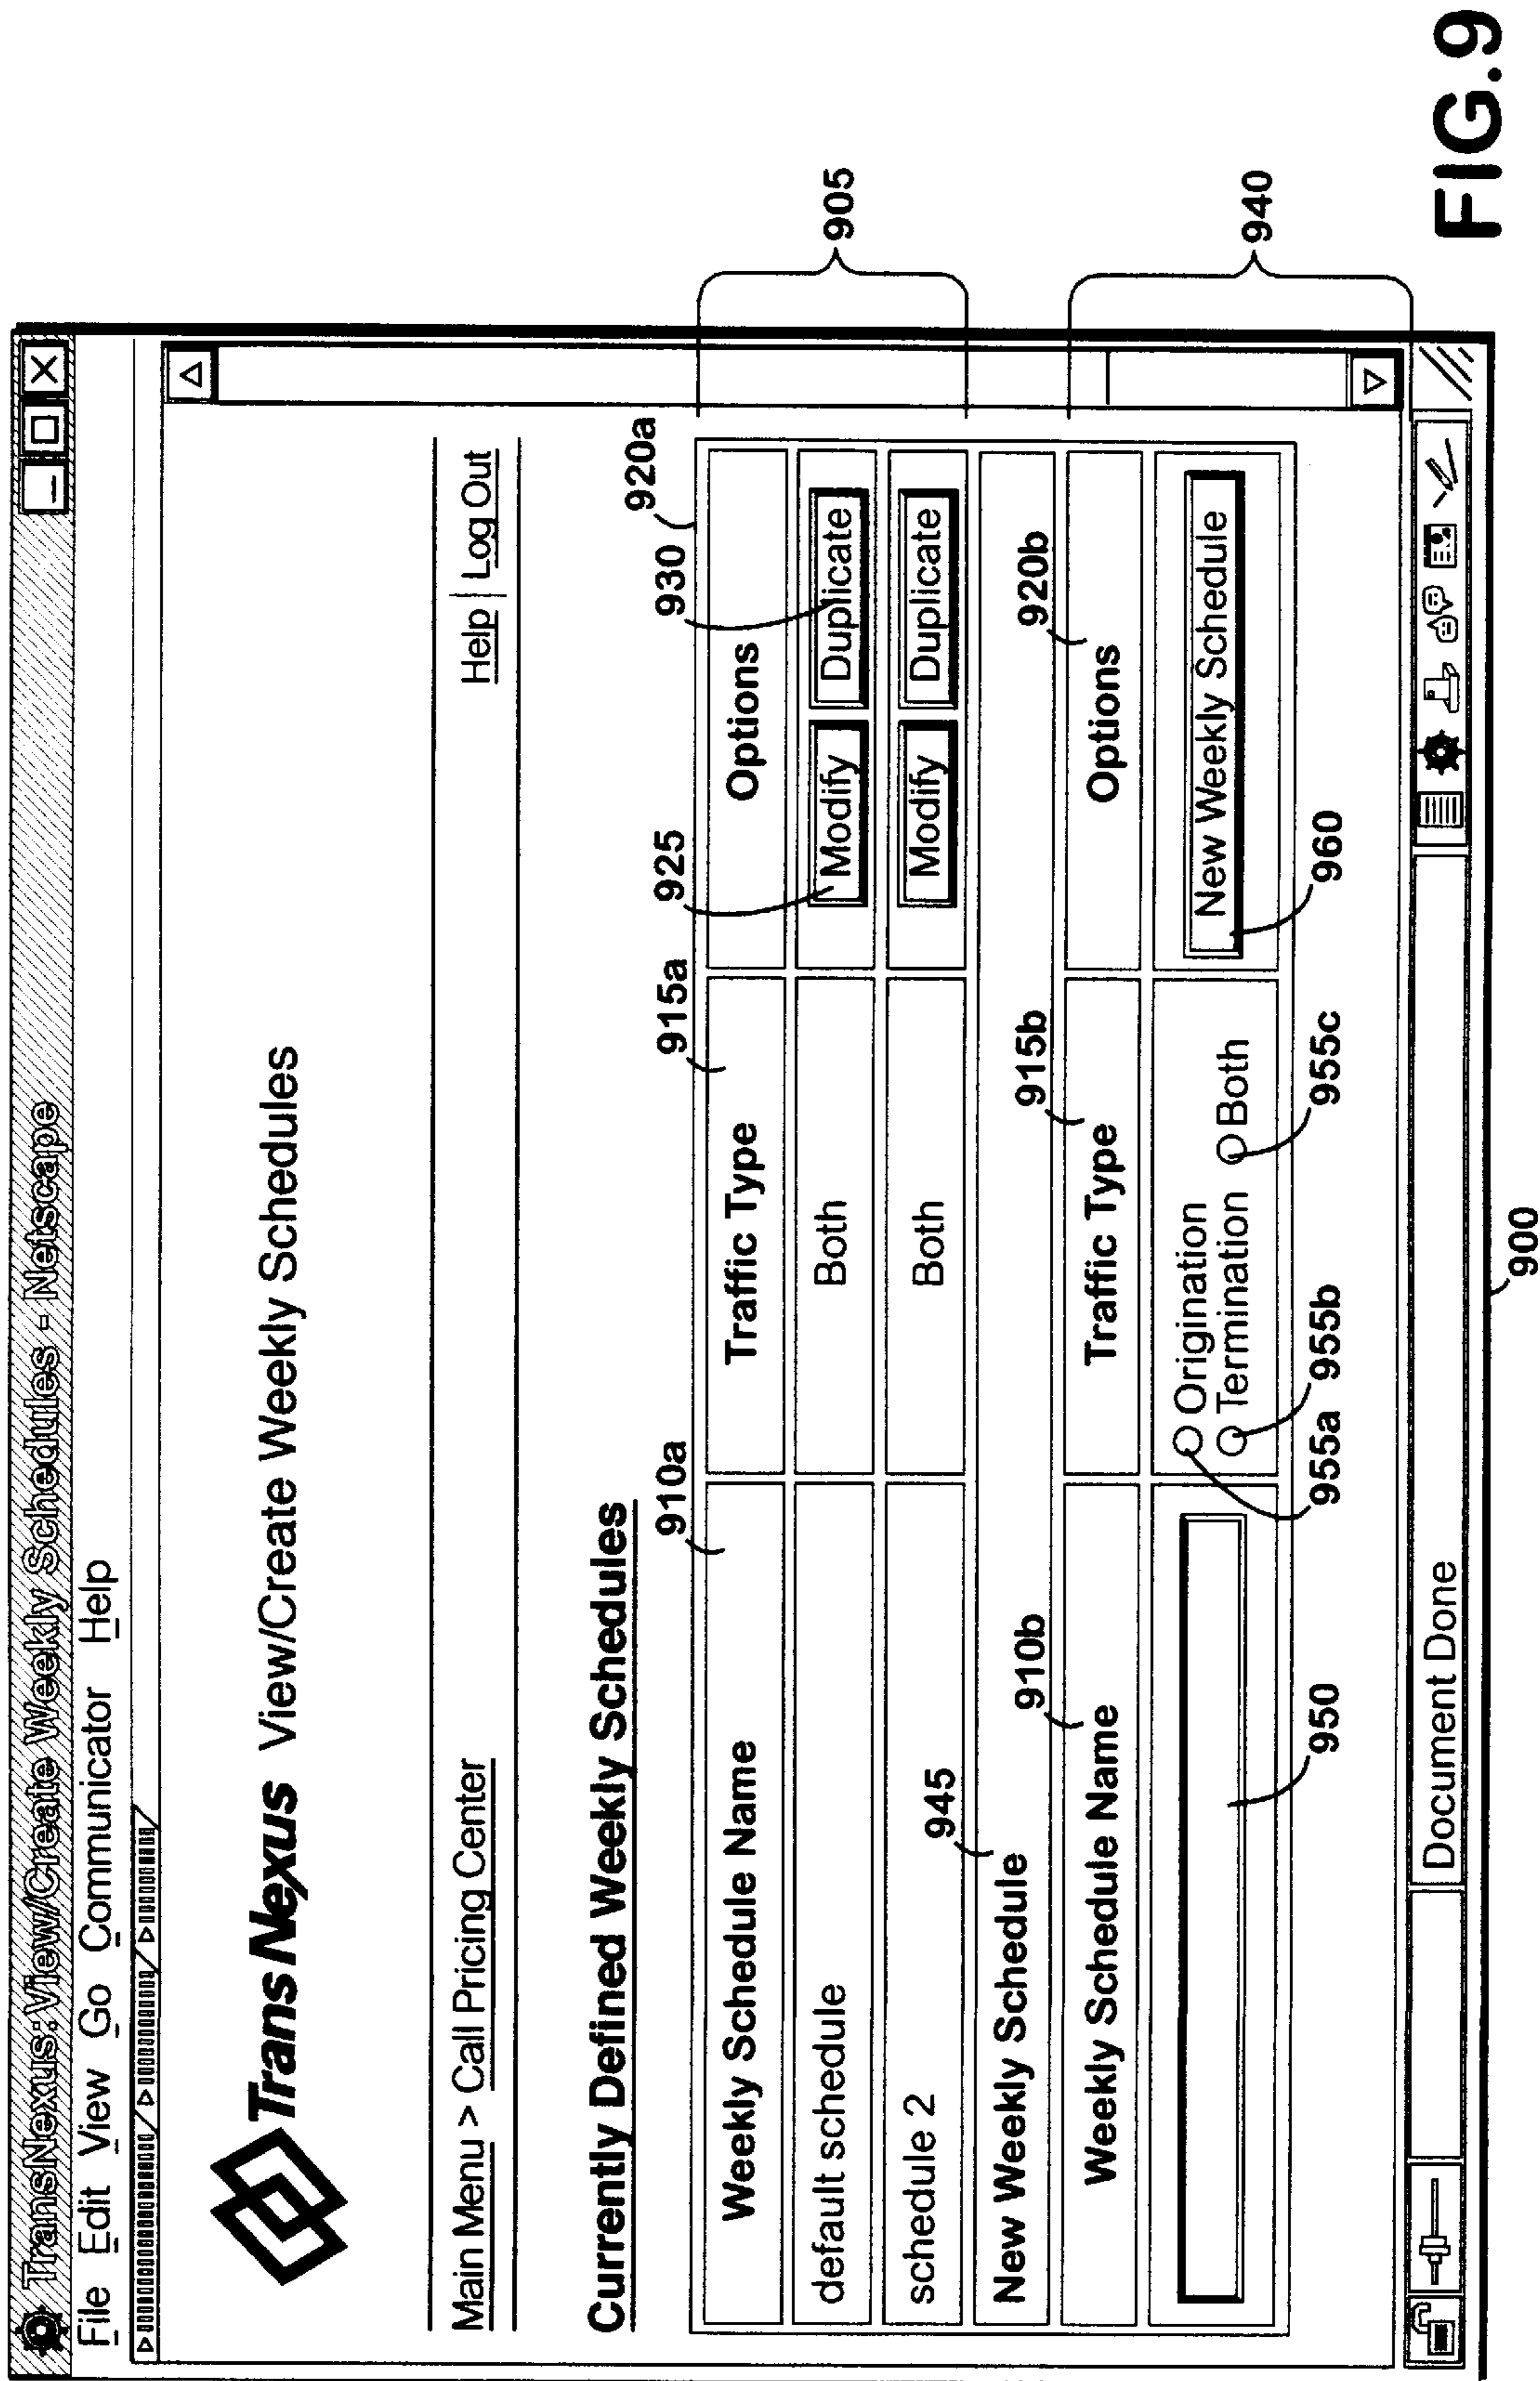 TransNexus: View/Create Weekly Schedules - Netscape
File Edit View Go Communicator Help
TransNexus View/Create Weekly Schedules
Main Menu > Call Pricing Center Help | Log Out
Currently Defined Weekly Schedules
910a 915a 925 930 920a
Weekly Schedule Name Traffic Type Options
default schedule Both Modify Duplicate
905
schedule 2 Both Modify Duplicate
945
New Weekly Schedule
910b 915b 920b
Weekly Schedule Name Traffic Type Options
Origination
Termination Both
New Weekly Schedule
940
950 955a 955b 955c 960
Document Done
900
FIG.9